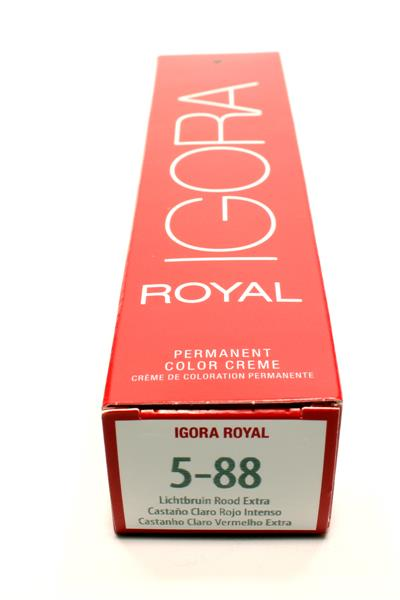 IGORA
ROYAL
PERMANENT
COLOR CREME
CRÈME DE COLORATION PERMANENTE
IGORA ROYAL
5-88
Lichtbruin Rood Extra
Castaño Claro Rojo Intenso
Castanho Claro Vermelho Extra